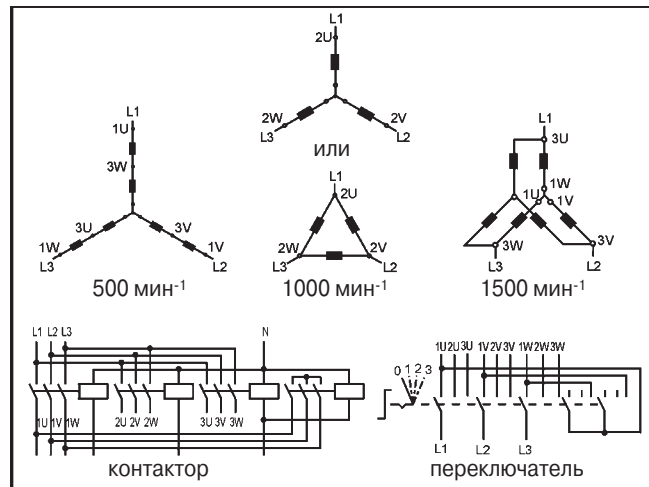 L1
2U
2W
2V
L3
L2
или
L1
1U
3W
3U
3V
1W
1V
L3
L2
500 мин-1
L1
2U
2W
2V
L3
L2
1000 мин-1
L1
3U
1W
1U
1V
3W
3V
L3
L2
1500 мин-1
L1 L2 L3
N
1U 1V 1W
2U 2V 2W
3U 3V 3W
контактор
1U 2U 3U 1V 2V 3V 1W 2W 3W
0 1 2 3
L1
L2
L3
переключатель